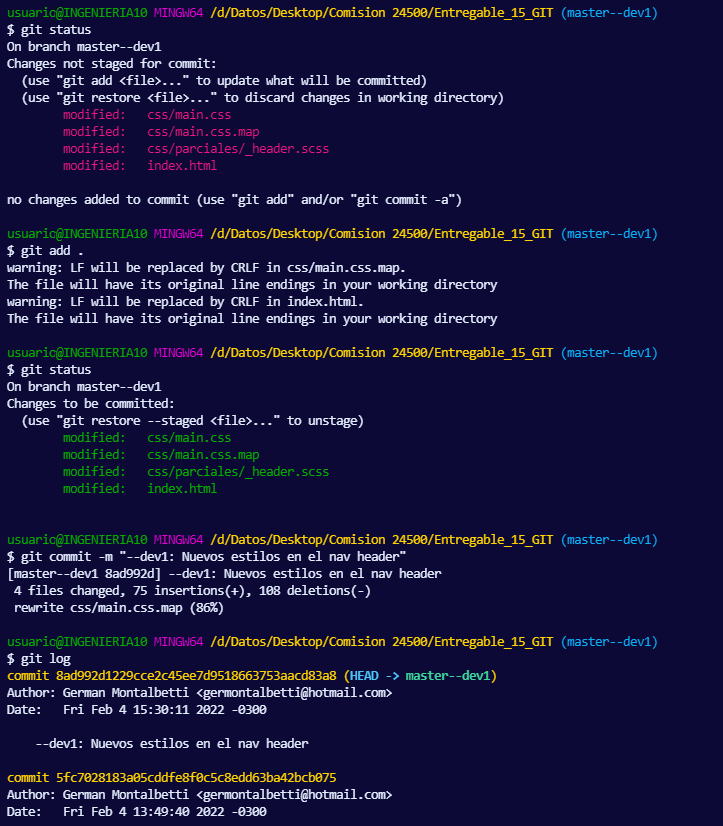 usuario@INGENIERIA10 MINGW64 /d/Datos/Desktop/Comision 24500/Entregable_15_GIT (master--dev1)
$ git status
On branch master--dev1
Changes not staged for commit:
  (use "git add <file>..." to update what will be committed)
  (use "git restore <file>..." to discard changes in working directory)
        modified:   css/main.css
        modified:   css/main.css.map
        modified:   css/parciales/_header.scss
        modified:   index.html

no changes added to commit (use "git add" and/or "git commit -a")

usuario@INGENIERIA10 MINGW64 /d/Datos/Desktop/Comision 24500/Entregable_15_GIT (master--dev1)
$ git add .
warning: LF will be replaced by CRLF in css/main.css.map.
The file will have its original line endings in your working directory
warning: LF will be replaced by CRLF in index.html.
The file will have its original line endings in your working directory

usuario@INGENIERIA10 MINGW64 /d/Datos/Desktop/Comision 24500/Entregable_15_GIT (master--dev1)
$ git status
On branch master--dev1
Changes to be committed:
  (use "git restore --staged <file>..." to unstage)
        modified:   css/main.css
        modified:   css/main.css.map
        modified:   css/parciales/_header.scss
        modified:   index.html

usuario@INGENIERIA10 MINGW64 /d/Datos/Desktop/Comision 24500/Entregable_15_GIT (master--dev1)
$ git commit -m "--dev1: Nuevos estilos en el nav header"
[master--dev1 8ad992d] --dev1: Nuevos estilos en el nav header
 4 files changed, 75 insertions(+), 108 deletions(-)
 rewrite css/main.css.map (86%)

usuario@INGENIERIA10 MINGW64 /d/Datos/Desktop/Comision 24500/Entregable_15_GIT (master--dev1)
$ git log
commit 8ad992d1229cce2c45ee7d9518663753aacd83a8 (HEAD -> master--dev1)
Author: German Montalbetti <germontalbetti@hotmail.com>
Date:   Fri Feb 4 15:30:11 2022 -0300

    --dev1: Nuevos estilos en el nav header

commit 5fc7028183a05cddfe8f0c5c8edd63ba42bcb075
Author: German Montalbetti <germontalbetti@hotmail.com>
Date:   Fri Feb 4 13:49:40 2022 -0300